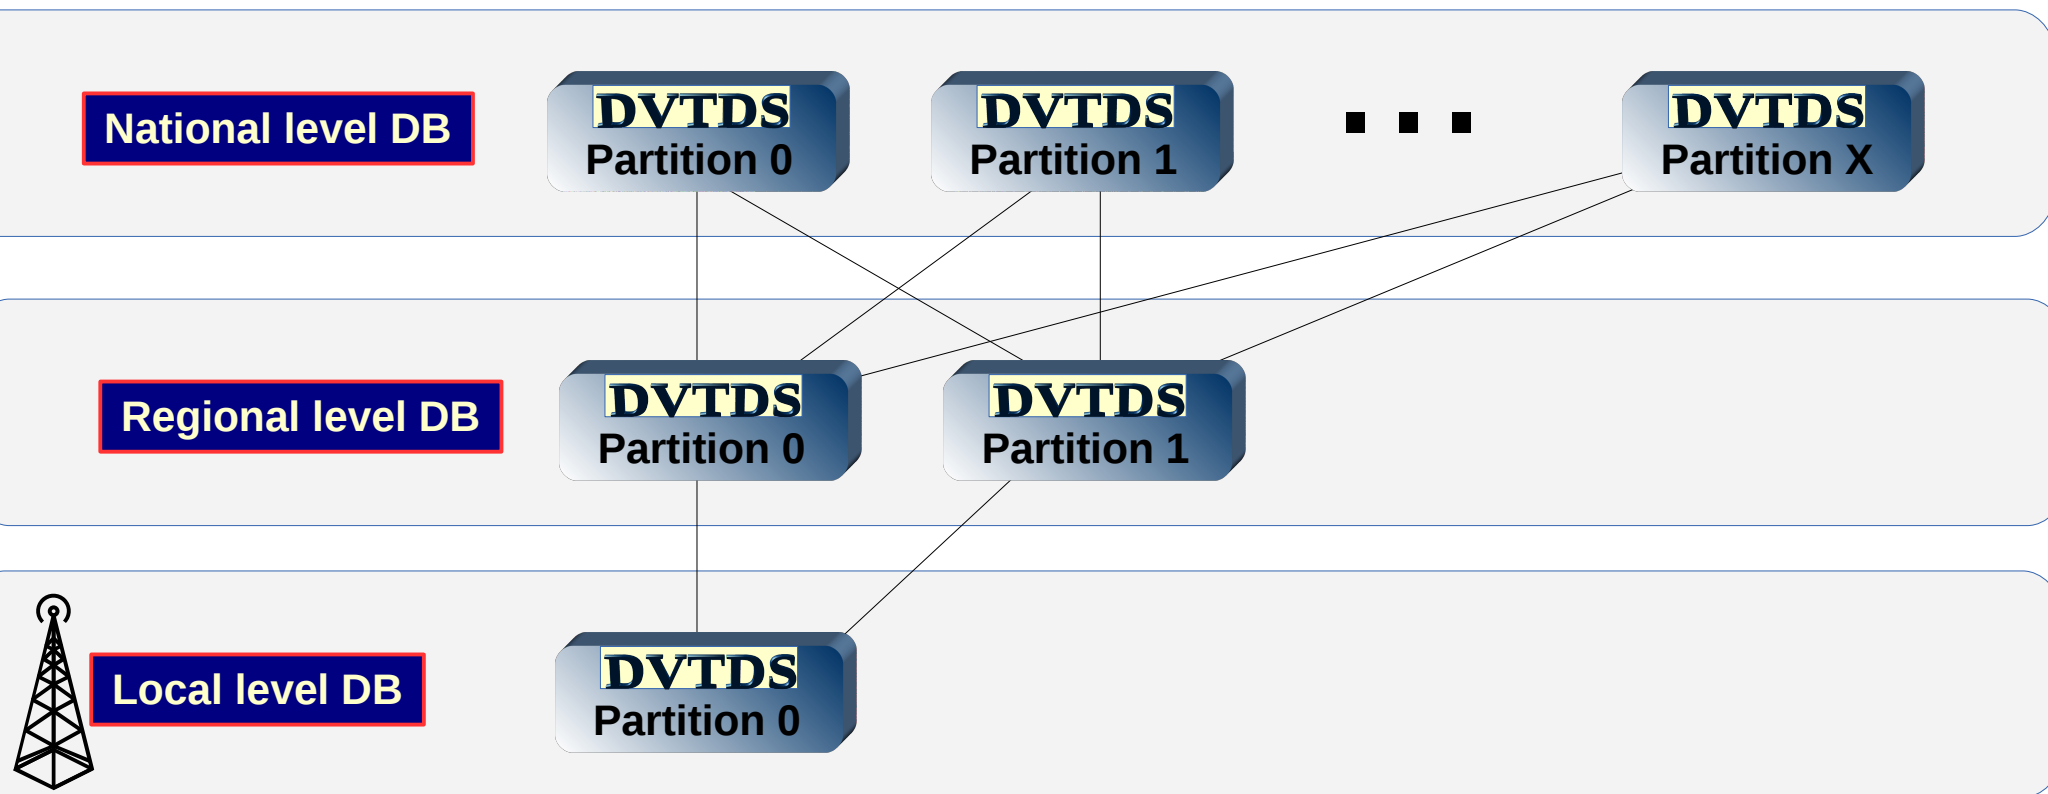 National level DB
DVTDS
Partition 0
DVTDS
Partition 1
DVTDS
Partition X
Regional level DB
DVTDS
Partition 0
DVTDS
Partition 1
Local level DB
DVTDS
Partition 0